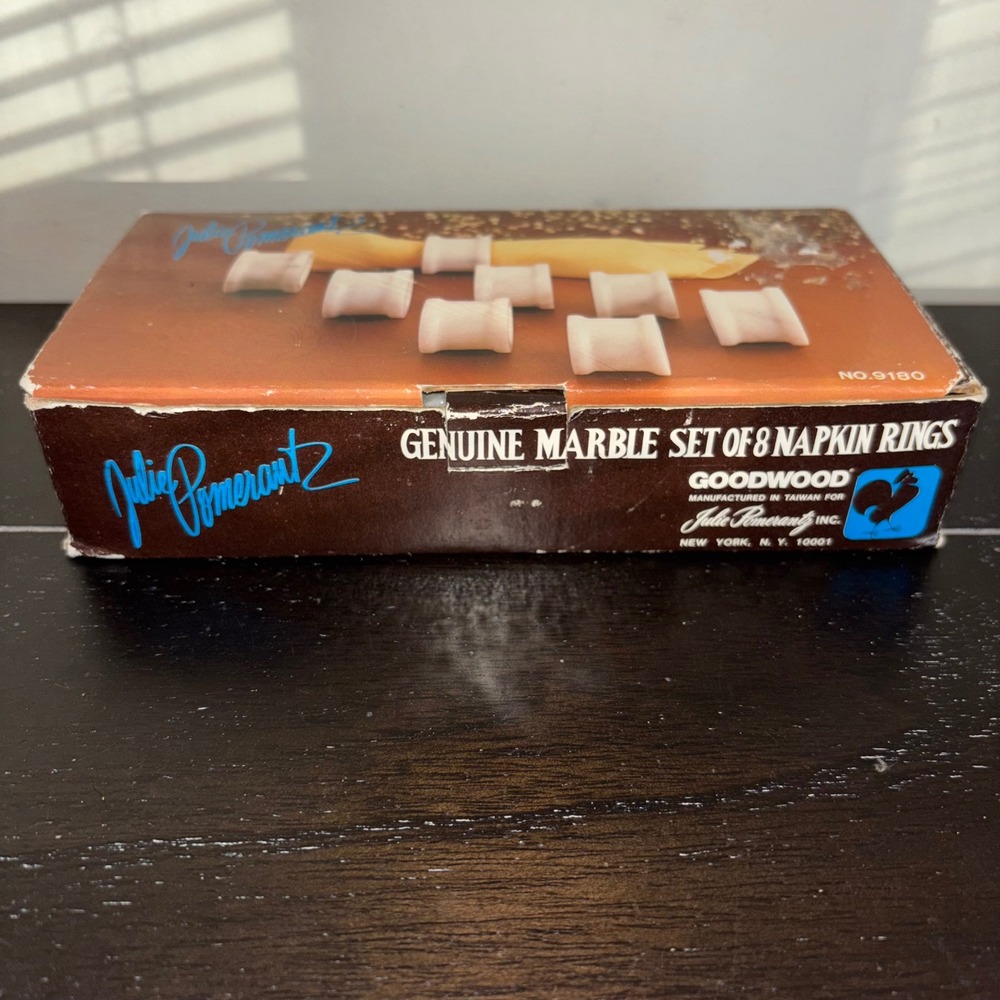 Julie Pomerantz
NO. 9180
Julie Pomerantz
GENUINE MARBLE SET OF 8 NAPKIN RINGS
GOODWOOD
MANUFACTURED IN TAIWAN FOR
Julie Pomerantz INC.
NEW YORK, N. Y. 10001